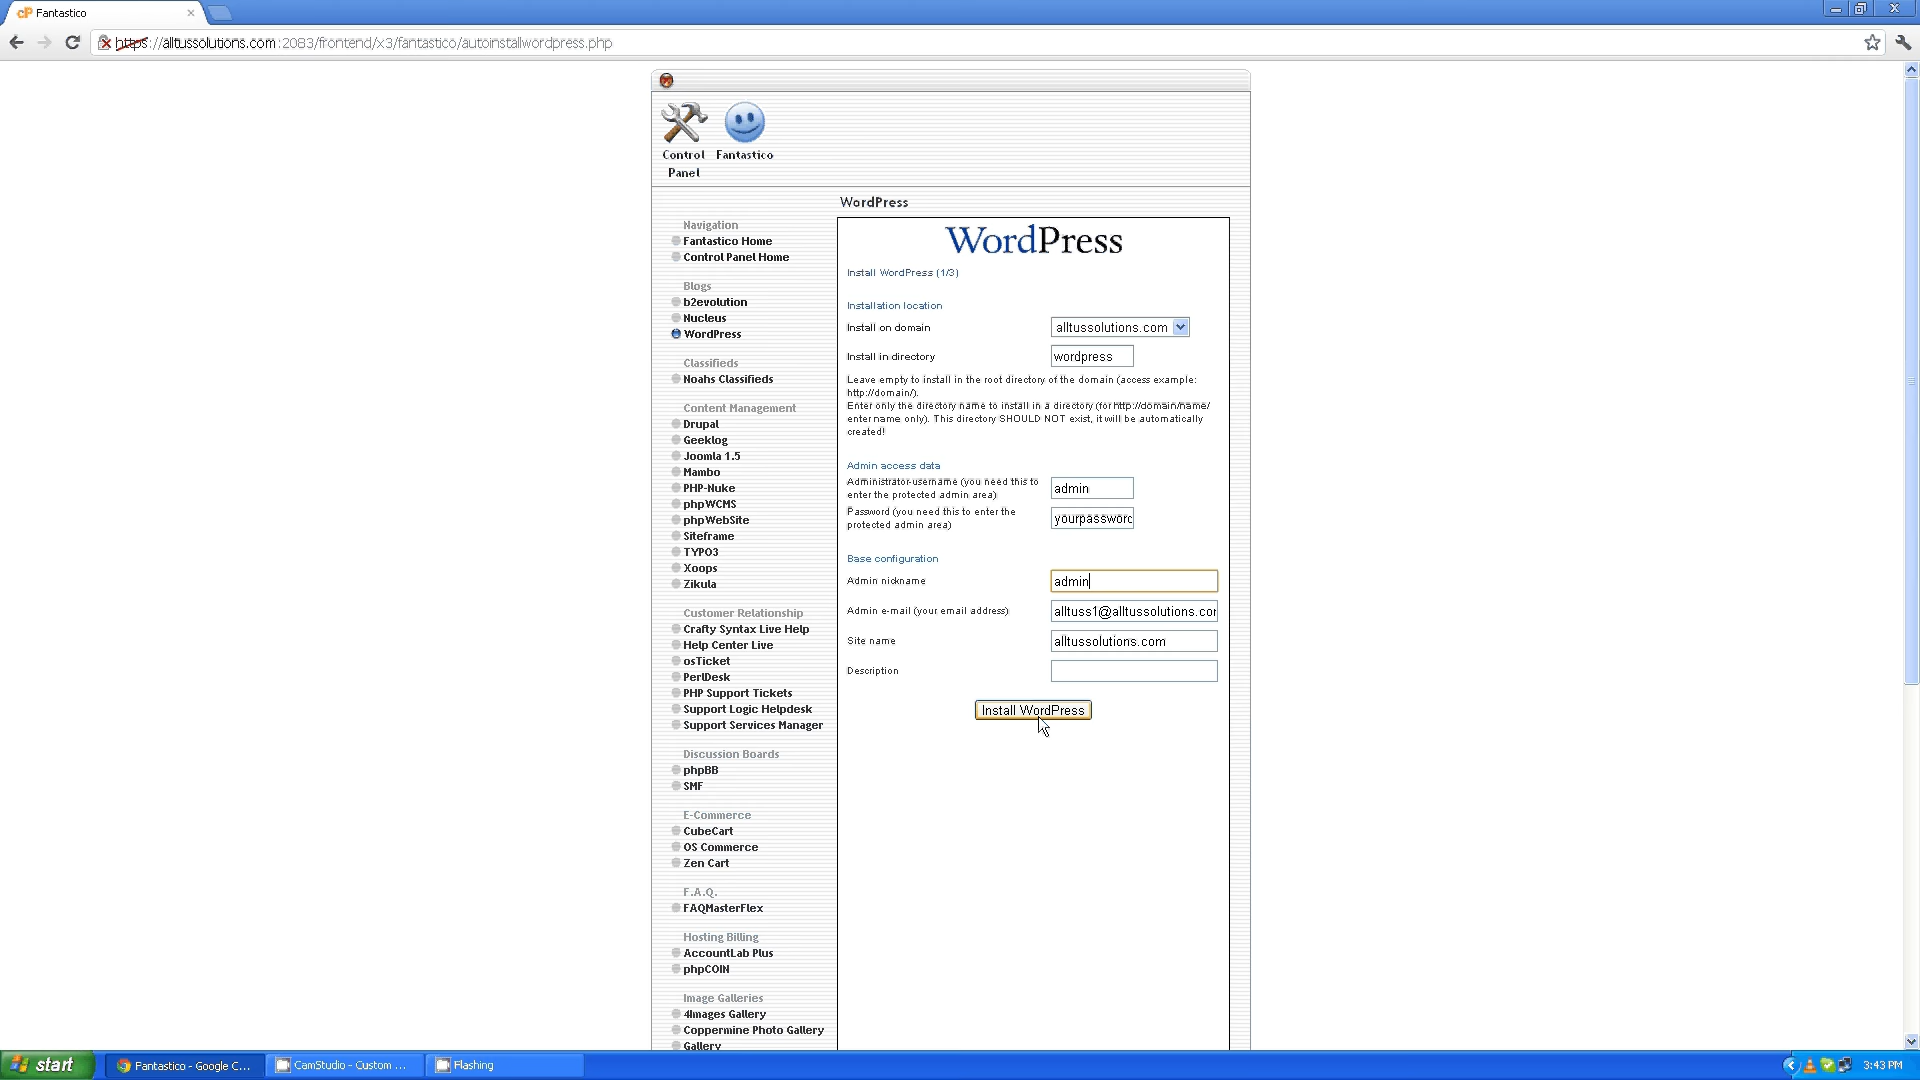 Fantastico
https://alltussolutions.com:2083/frontend/x3/fantastico/autoinstallwordpress.php
Control Panel
Fantastico
WordPress
Navigation
Fantastico Home
Control Panel Home
Blogs
b2evolution
Nucleus
WordPress
Classifieds
Noahs Classifieds
Content Management
Drupal
Geeklog
Joomla 1.5
Mambo
PHP-Nuke
phpWCMS
phpWebSite
Siteframe
TYPO3
Xoops
Zikula
Customer Relationship
Crafty Syntax Live Help
Help Center Live
osTicket
PerlDesk
PHP Support Tickets
Support Logic Helpdesk
Support Services Manager
Discussion Boards
phpBB
SMF
E-Commerce
CubeCart
OS Commerce
Zen Cart
F.A.Q.
FAQMasterFlex
Hosting Billing
AccountLab Plus
phpCOIN
Image Galleries
4Images Gallery
Coppermine Photo Gallery
Gallery
WordPress
Install WordPress (1/3)
Installation location
Install on domain alltussolutions.com
Install in directory wordpress
Leave empty to install in the root directory of the domain (access example:
http://domain/).
Enter only the directory name to install in a directory (for http://domain/name/
enter name only). This directory SHOULD NOT exist, it will be automatically
created!
Admin access data
Administrator-username (you need this to
enter the protected admin area) admin
Password (you need this to enter the
protected admin area) yourpassword
Base configuration
Admin nickname admin
Admin e-mail (your email address) alltuss1@alltussolutions.com
Site name alltussolutions.com
Description
Install WordPress
start
Fantastico - Google C...
CamStudio - Custom ...
Flashing
3:43 PM